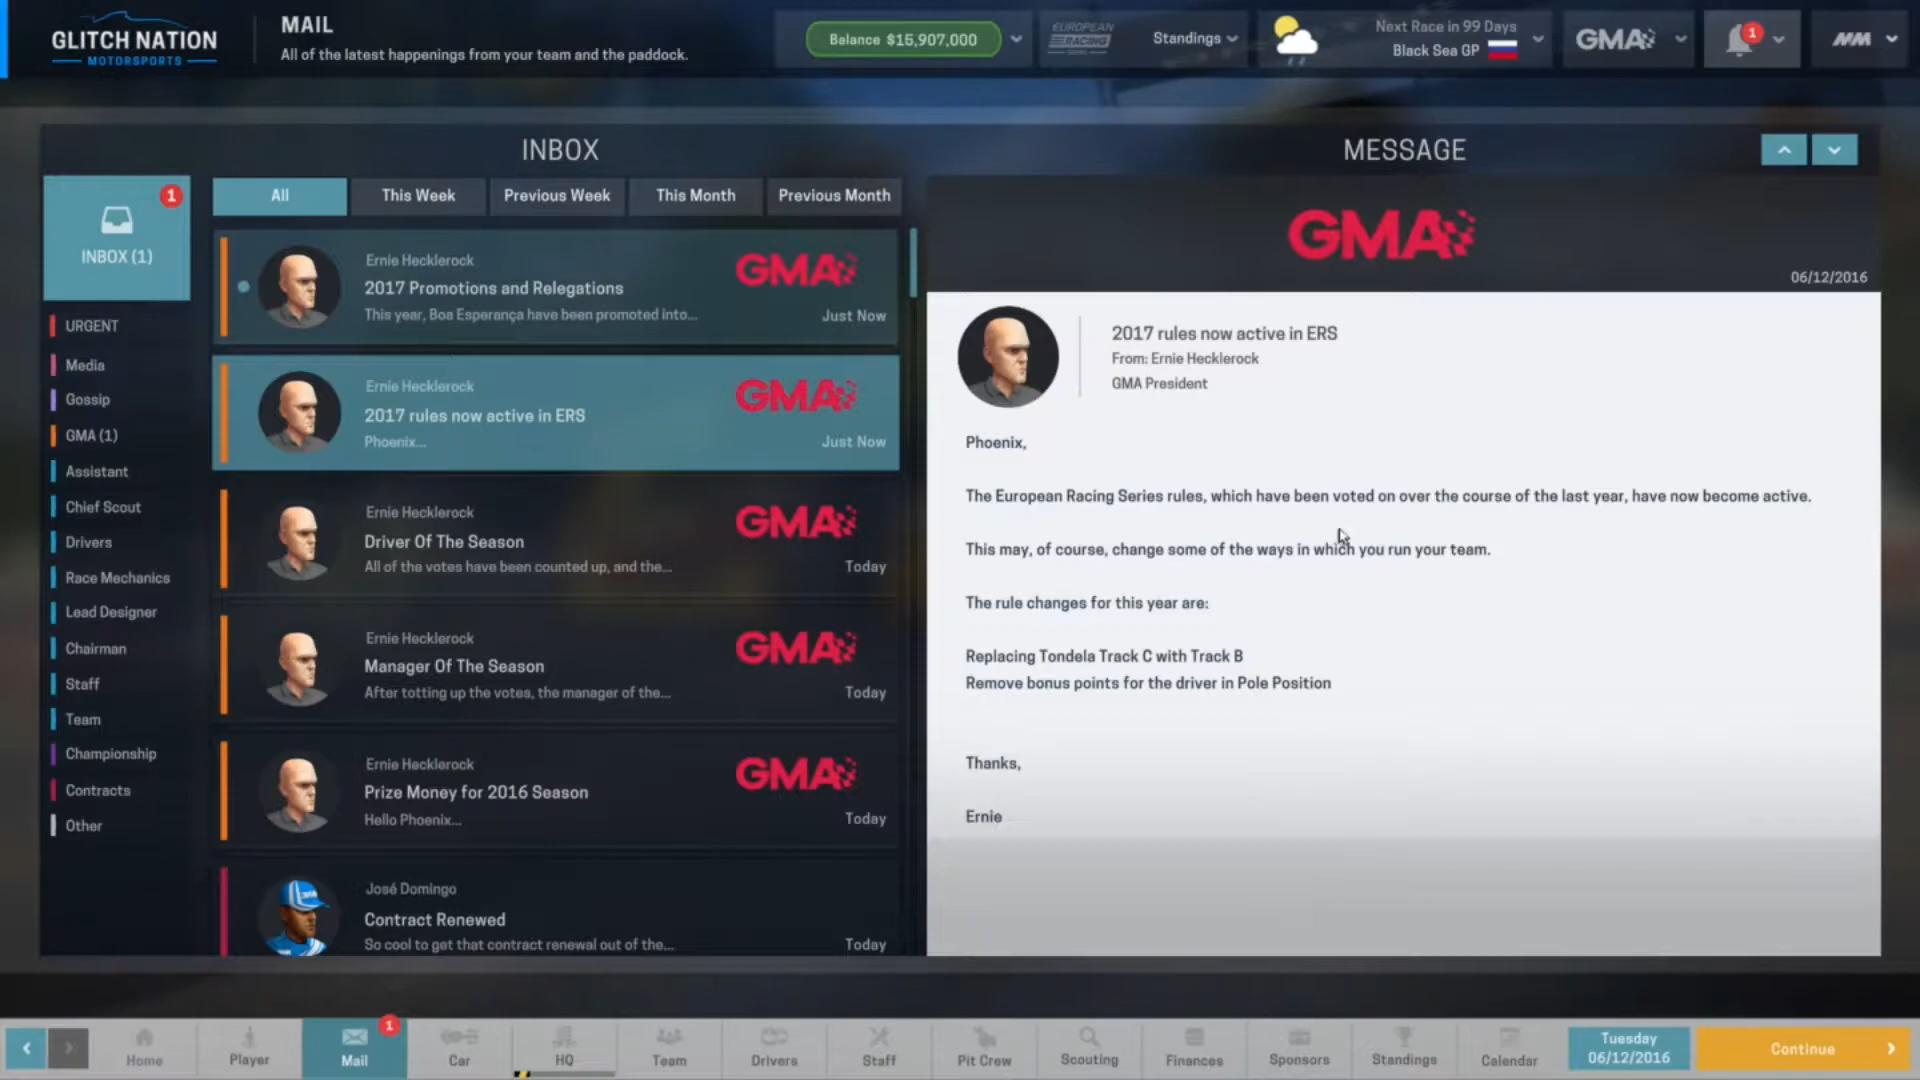 GLITCH NATION
MOTORSPORTS
MAIL
All of the latest happenings from your team and the paddock.
Balance $15,907,000
EUROPEAN
RACING
Standings
Next Race in 99 Days
Black Sea GP
GMA
1
INBOX
MESSAGE
1
INBOX (1)
URGENT
Media
Gossip
GMA (1)
Assistant
Chief Scout
Drivers
Race Mechanics
Lead Designer
Chairman
Staff
Team
Championship
Contracts
Other
All
This Week
Previous Week
This Month
Previous Month
Ernie Hecklerock
2017 Promotions and Relegations
This year, Boa Esperança have been promoted into...
GMA
Just Now
Ernie Hecklerock
2017 rules now active in ERS
Phoenix...
GMA
Just Now
Ernie Hecklerock
Driver Of The Season
All of the votes have been counted up, and the...
GMA
Today
Ernie Hecklerock
Manager Of The Season
After totting up the votes, the manager of the...
GMA
Today
Ernie Hecklerock
Prize Money for 2016 Season
Hello Phoenix...
GMA
Today
José Domingo
Contract Renewed
So cool to get that contract renewal out of the...
Today
GMA
06/12/2016
2017 rules now active in ERS
From: Ernie Hecklerock
GMA President
Phoenix,
The European Racing Series rules, which have been voted on over the course of the last year, have now become active.
This may, of course, change some of the ways in which you run your team.
The rule changes for this year are:
Replacing Tondela Track C with Track B
Remove bonus points for the driver in Pole Position
Thanks,
Ernie
Home
Player
Mail
1
Car
HQ
Team
Drivers
Staff
Pit Crew
Scouting
Finances
Sponsors
Standings
Calendar
Tuesday
06/12/2016
Continue